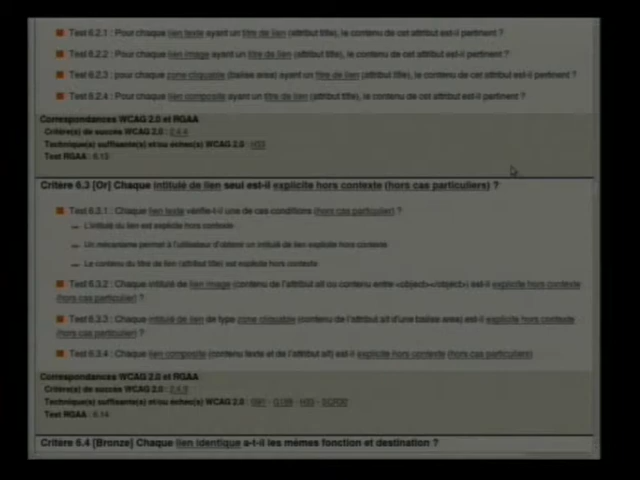 Test 6.2.1 : Pour chaque lien texte ayant un titre de lien (attribut title), le contenu de cet attribut est-il pertinent ?
Test 6.2.2 : Pour chaque lien image ayant un titre de lien (attribut title), le contenu de cet attribut est-il pertinent ?
Test 6.2.3 : pour chaque zone cliquable (balise area) ayant un titre de lien (attribut title), le contenu de cet attribut est-il pertinent ?
Test 6.2.4 : Pour chaque lien composite ayant un titre de lien (attribut title), le contenu de cet attribut est-il pertinent ?
Correspondances WCAG 2.0 et RGAA
Critère(s) de succès WCAG 2.0 : 2.4.4
Technique(s) suffisante(s) et/ou échec(s) WCAG 2.0 : H33
Test RGAA : 6.13
Critère 6.3 [Or] Chaque intitulé de lien seul est-il explicite hors contexte (hors cas particuliers) ?
Test 6.3.1 : Chaque lien texte vérifie-t-il une de ces conditions (hors cas particulier) ?
L'intitulé du lien est explicite hors contexte
Un mécanisme permet à l'utilisateur d'obtenir un intitulé de lien explicite hors contexte
Le contenu du titre de lien (attribut title) est explicite hors contexte
Test 6.3.2 : Chaque intitulé de lien image (contenu de l'attribut alt ou contenu entre <object></object>) est-il explicite hors contexte
(hors cas particulier) ?
Test 6.3.3 : Chaque intitulé de lien de type zone cliquable (contenu de l'attribut alt d'une balise area) est-il explicite hors contexte
(hors cas particulier) ?
Test 6.3.4 : Chaque lien composite (contenu texte et de l'attribut alt) est-il explicite hors contexte (hors cas particuliers)
Correspondances WCAG 2.0 et RGAA
Critère(s) de succès WCAG 2.0 : 2.4.9
Technique(s) suffisante(s) et/ou échec(s) WCAG 2.0 : G91 - G189 - H33 - SCR30
Test RGAA : 6.14
Critère 6.4 [Bronze] Chaque lien identique a-t-il les mêmes fonction et destination ?